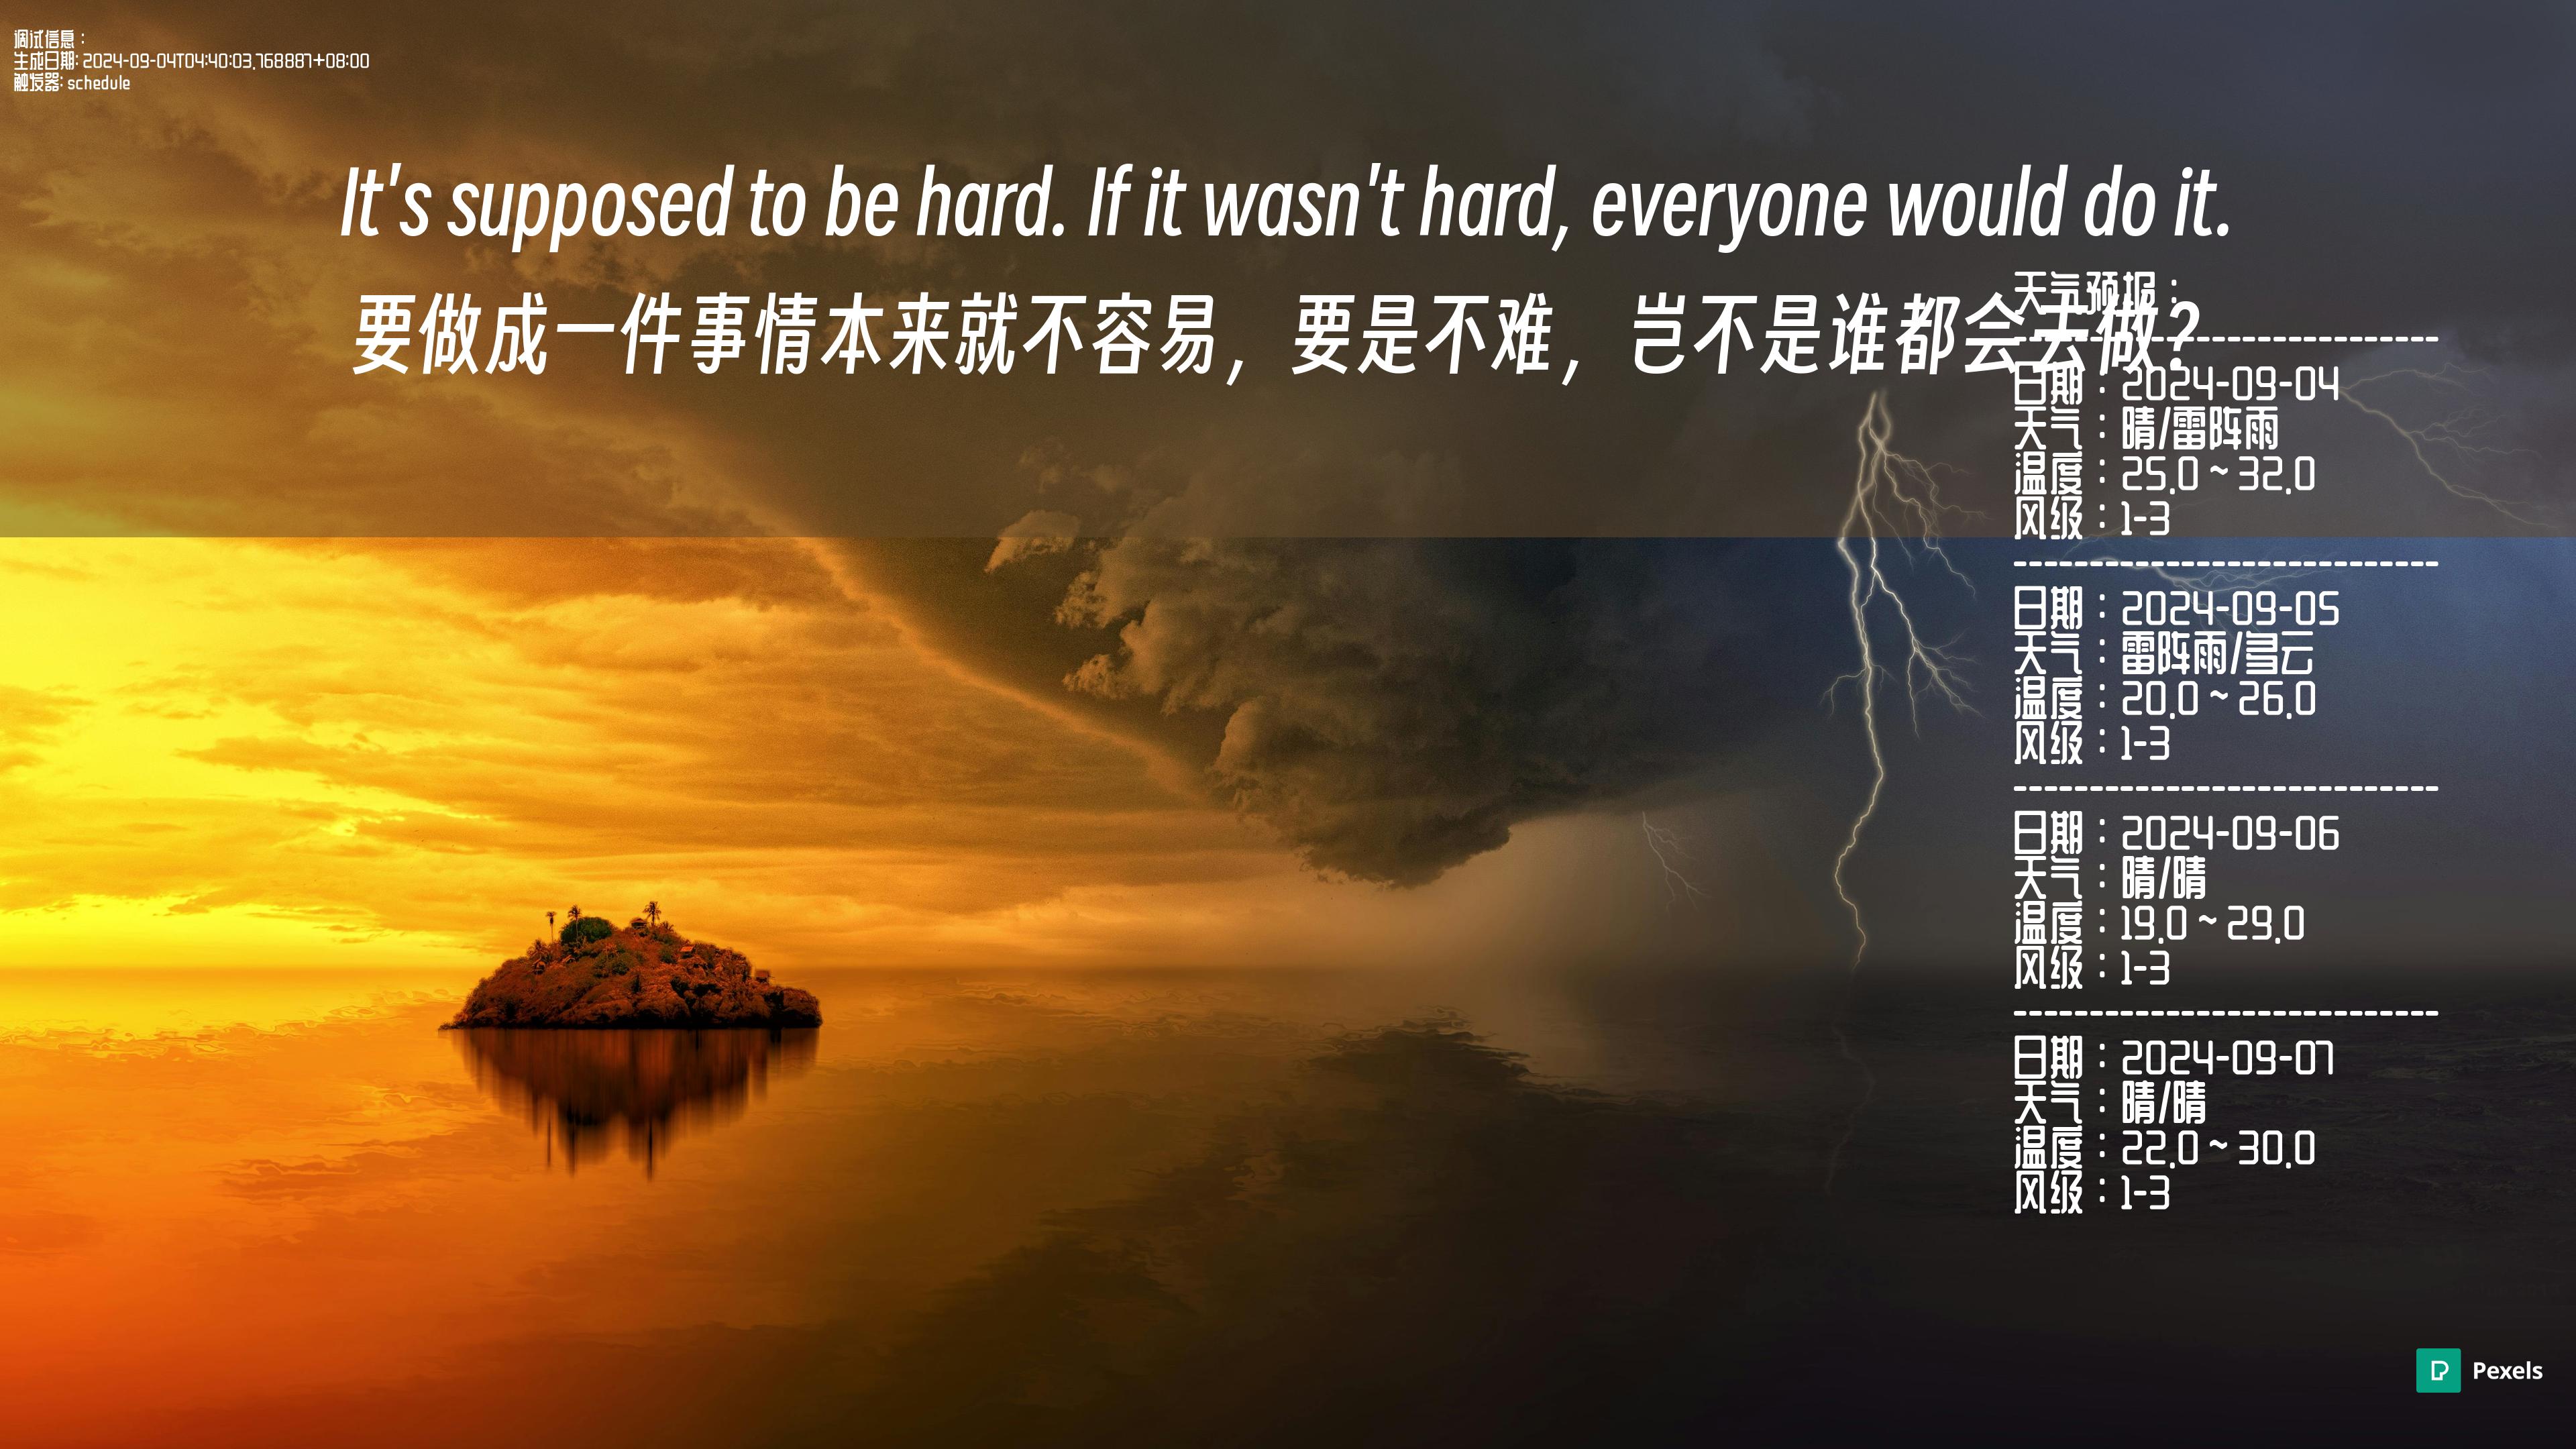 调试信息：
生成日期: 2024-09-04T04:40:03.768887+08:00
触发器: schedule
It's supposed to be hard. If it wasn't hard, everyone would do it.
要做成一件事情本来就不容易，要是不难，岂不是谁都会去做？
天气预报：
----------------------------
日期：2024-09-04
天气：晴/雷阵雨
温度：25.0 ~ 32.0
风级：1-3
----------------------------
日期：2024-09-05
天气：雷阵雨/多云
温度：20.0 ~ 26.0
风级：1-3
----------------------------
日期：2024-09-06
天气：晴/晴
温度：19.0 ~ 29.0
风级：1-3
----------------------------
日期：2024-09-07
天气：晴/晴
温度：22.0 ~ 30.0
风级：1-3
Pexels